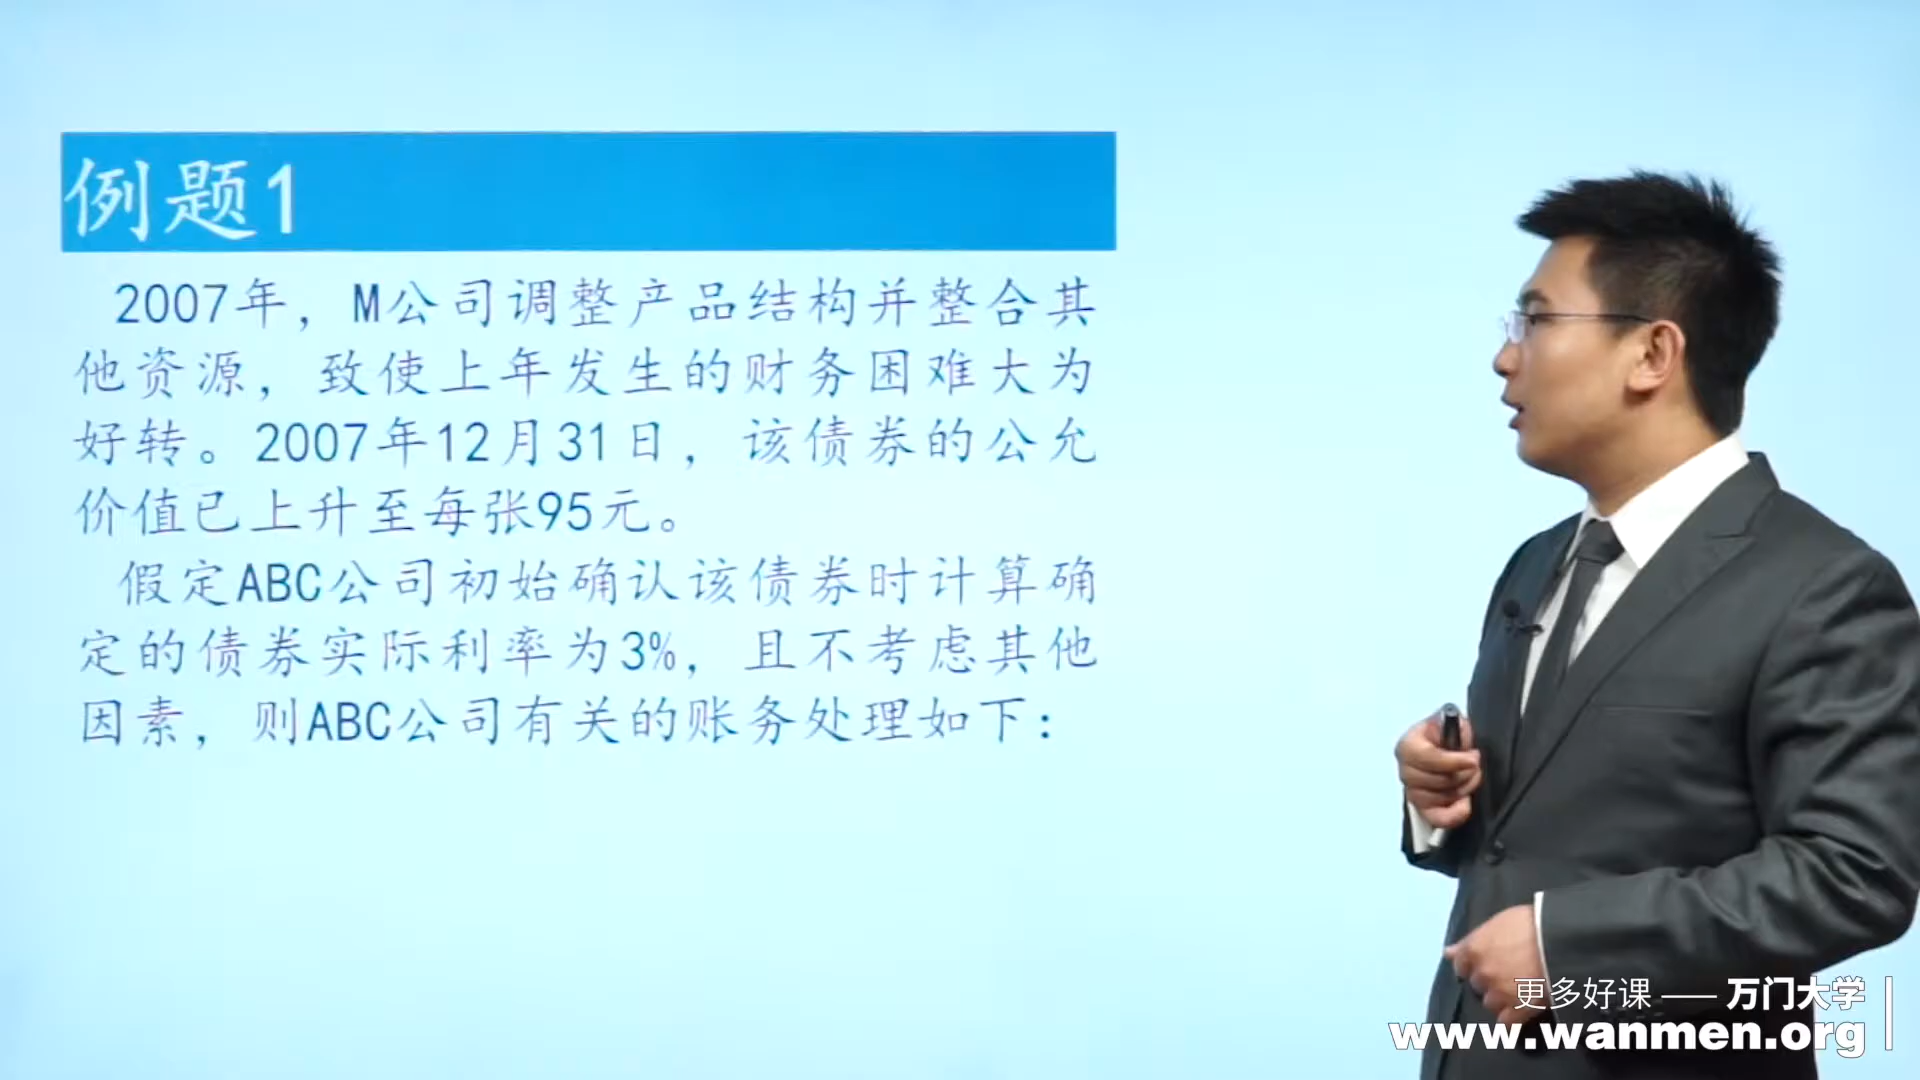 例题1
2007年，M公司调整产品结构并整合其
他资源，致使上年发生的财务困难大为
好转。2007年12月31日，该债券的公允
价值已上升至每张95元。
假定ABC公司初始确认该债券时计算确
定的债券实际利率为3%，且不考虑其他
因素，则ABC公司有关的账务处理如下：
更多好课 —— 万门大学
www.wanmen.org